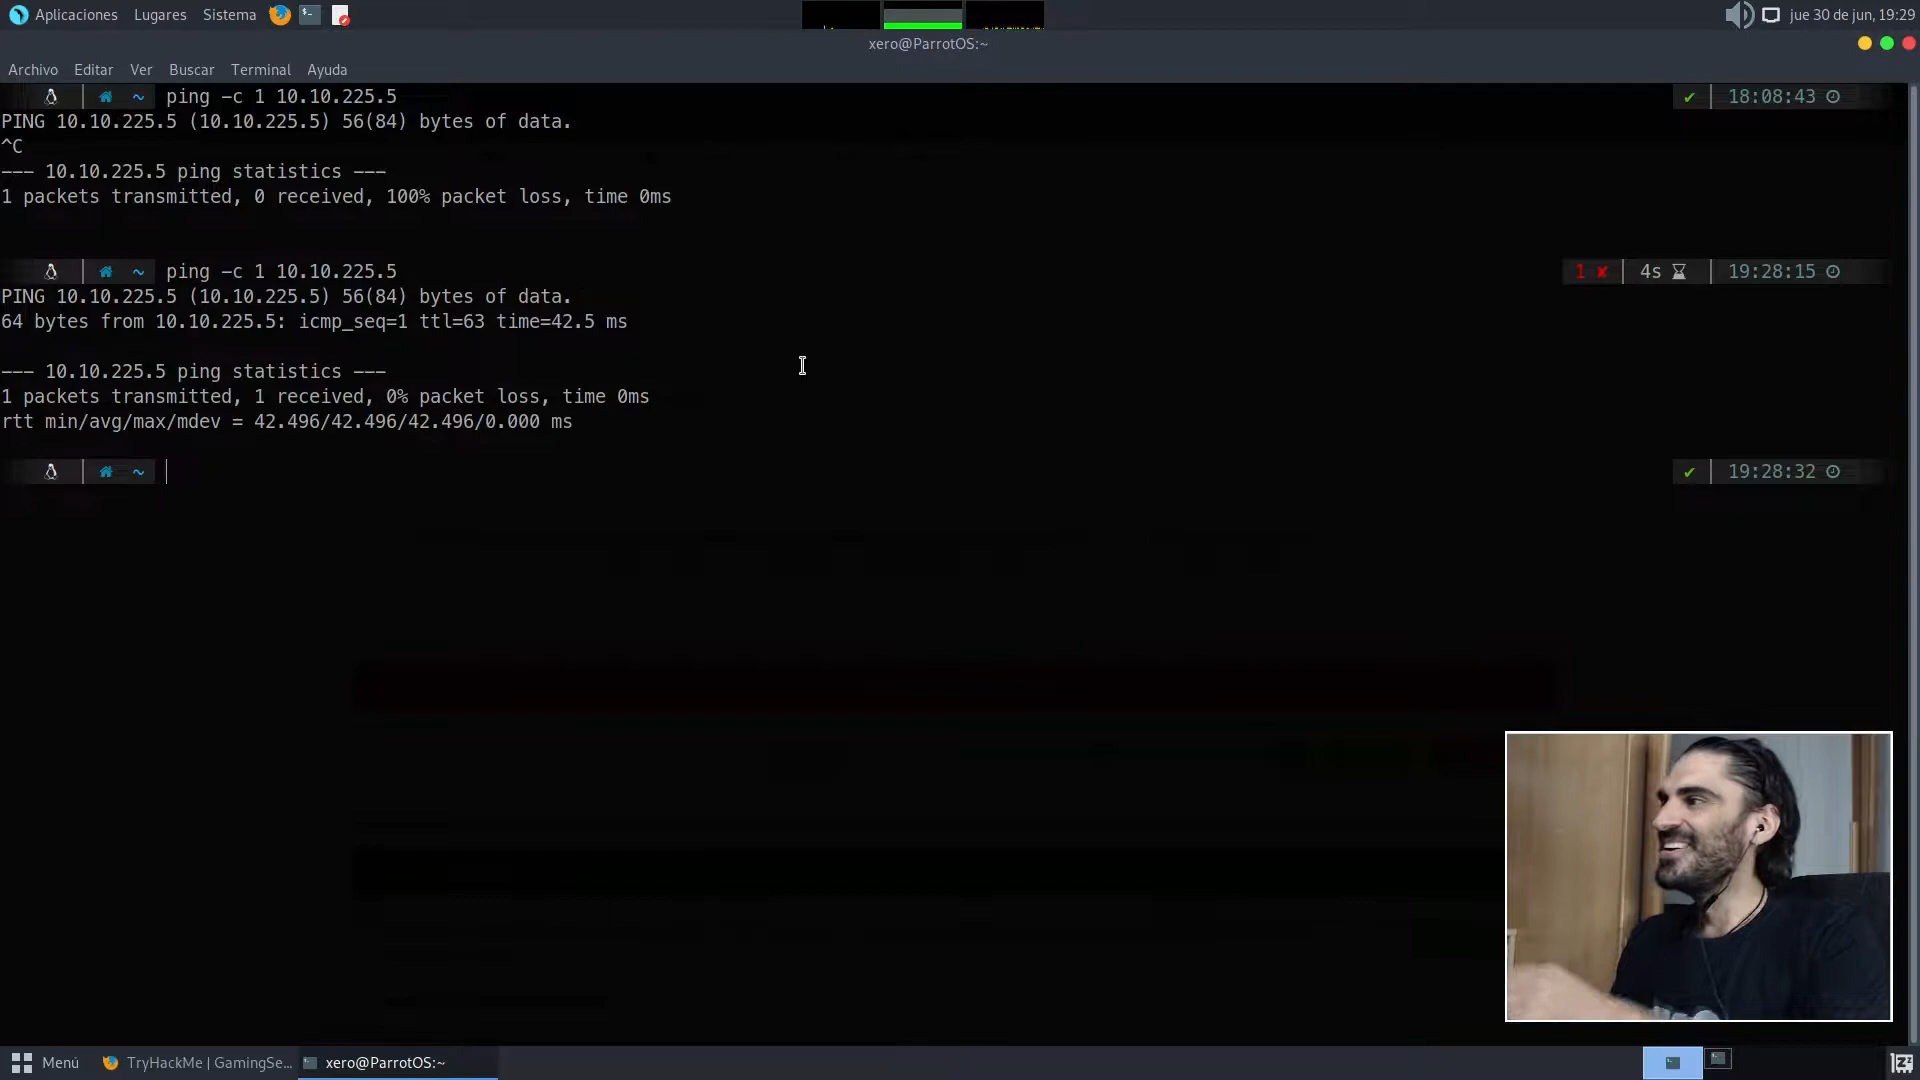 Aplicaciones Lugares Sistema jue 30 de jun, 19:29
xero@ParrotOS:~
Archivo Editar Ver Buscar Terminal Ayuda
~ ping -c 1 10.10.225.5 ✔ 18:08:43
PING 10.10.225.5 (10.10.225.5) 56(84) bytes of data.
^C
--- 10.10.225.5 ping statistics ---
1 packets transmitted, 0 received, 100% packet loss, time 0ms
~ ping -c 1 10.10.225.5 1 ✘ 4s 19:28:15
PING 10.10.225.5 (10.10.225.5) 56(84) bytes of data.
64 bytes from 10.10.225.5: icmp_seq=1 ttl=63 time=42.5 ms
--- 10.10.225.5 ping statistics ---
1 packets transmitted, 1 received, 0% packet loss, time 0ms
rtt min/avg/max/mdev = 42.496/42.496/42.496/0.000 ms
~ ✔ 19:28:32
Menú TryHackMe | GamingSe... xero@ParrotOS:~